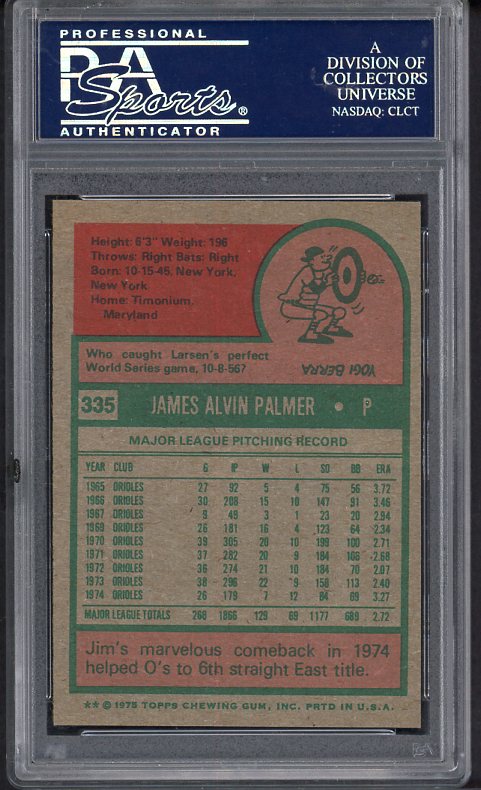 PROFESSIONAL
PSA
Sports®
AUTHENTICATOR
A
DIVISION OF
COLLECTORS
UNIVERSE
NASDAQ: CLCT
Height: 6'3" Weight: 196
Throws: Right Bats: Right
Born: 10-15-45, New York,
New York
Home: Timonium,
Maryland
Who caught Larsen's perfect
World Series game, 10-8-56?
YOGI BERRA
335 JAMES ALVIN PALMER • P
MAJOR LEAGUE PITCHING RECORD
YEAR CLUB G IP W L SO BB ERA
1965 ORIOLES 27 92 5 4 75 56 3.72
1966 ORIOLES 30 208 15 10 147 91 3.46
1967 ORIOLES 9 49 3 1 23 20 2.94
1969 ORIOLES 26 181 16 4 123 64 2.34
1970 ORIOLES 39 305 20 10 199 100 2.71
1971 ORIOLES 37 282 20 9 184 106 2.68
1972 ORIOLES 36 274 21 10 184 70 2.07
1973 ORIOLES 38 296 22 9 158 113 2.40
1974 ORIOLES 26 179 7 12 84 69 3.27
MAJOR LEAGUE TOTALS 268 1866 129 69 1177 689 2.72
Jim's marvelous comeback in 1974
helped O's to 6th straight East title.
** © 1975 TOPPS CHEWING GUM, INC. PRTD IN U.S.A.